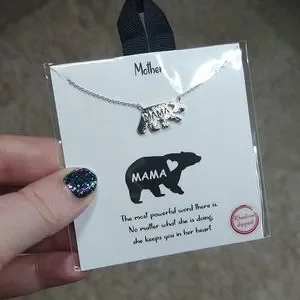 Mother
MAMA
MAMA
The most powerful word there is.
No matter what she is doing,
she keeps you in her heart.